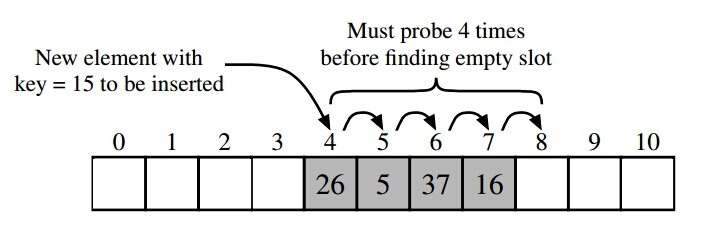 Must probe 4 times
before finding empty slot
New element with
key = 15 to be inserted
0 1 2 3 4 5 6 7 8 9 10
26 5 37 16